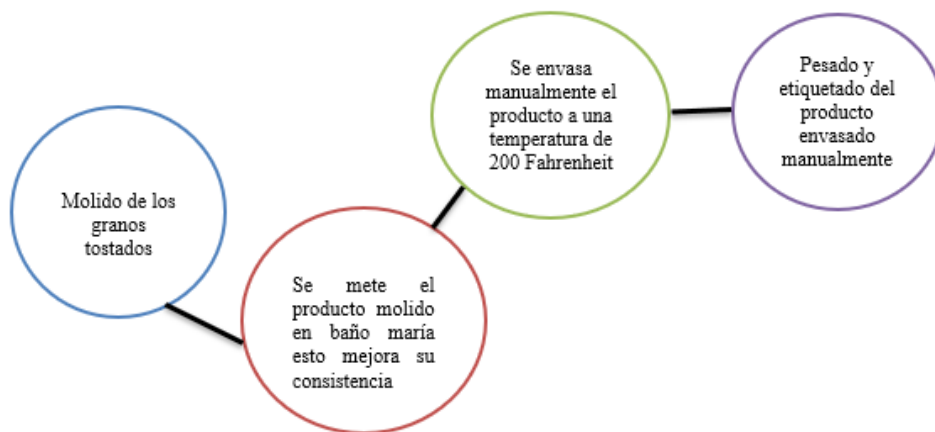 Molido de los
granos
tostados
Se mete el
producto molido
en baño maría
esto mejora su
consistencia
Se envasa
manualmente el
producto a una
temperatura de
200 Fahrenheit
Pesado y
etiquetado del
producto
envasado
manualmente